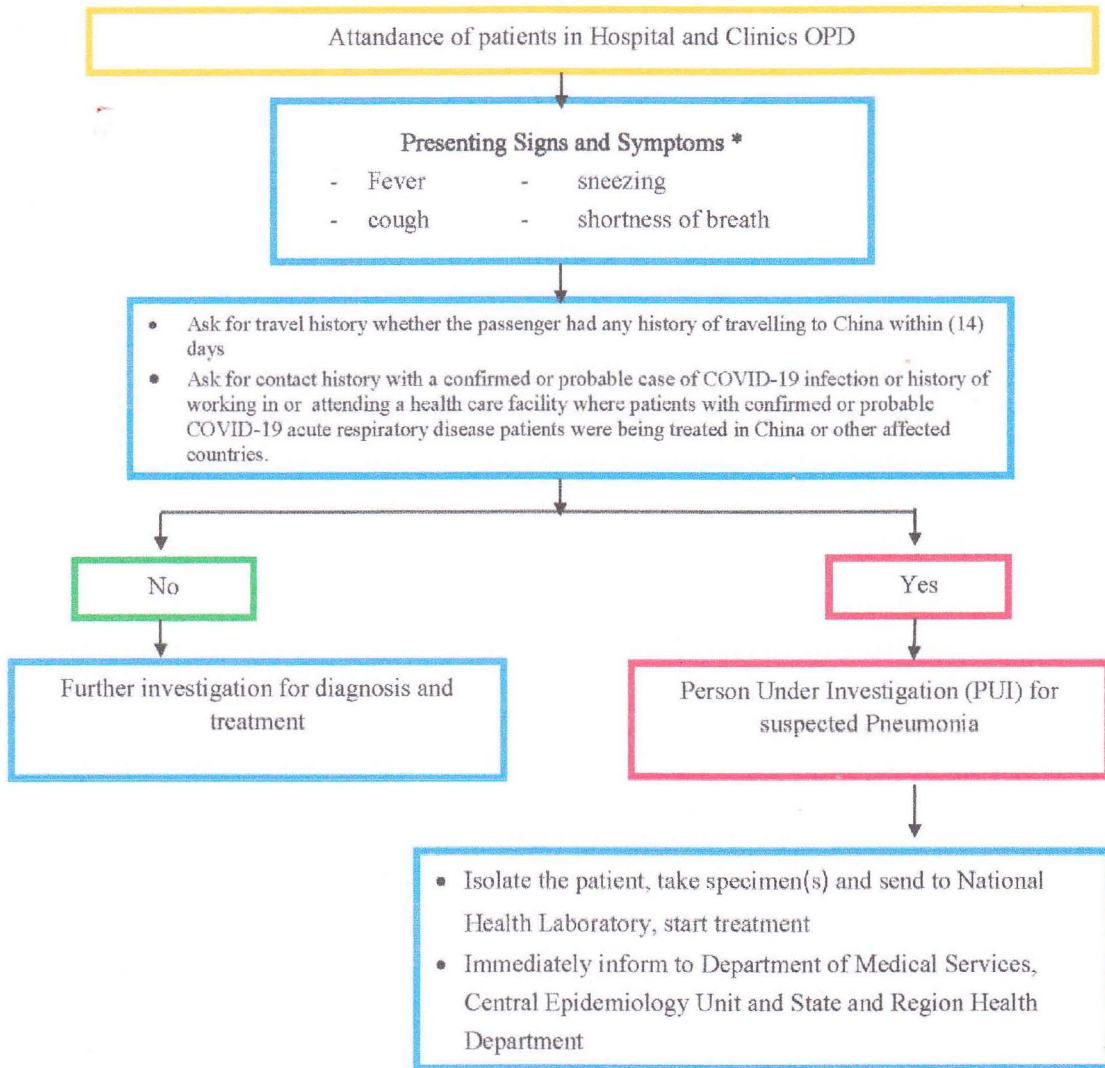 Attandance of patients in Hospital and Clinics OPD
Presenting Signs and Symptoms *
- Fever - sneezing
- cough - shortness of breath
• Ask for travel history whether the passenger had any history of travelling to China within (14)
days
• Ask for contact history with a confirmed or probable case of COVID-19 infection or history of
working in or attending a health care facility where patients with confirmed or probable
COVID-19 acute respiratory disease patients were being treated in China or other affected
countries.
No
Yes
Further investigation for diagnosis and
treatment
Person Under Investigation (PUI) for
suspected Pneumonia
• Isolate the patient, take specimen(s) and send to National
Health Laboratory, start treatment
• Immediately inform to Department of Medical Services,
Central Epidemiology Unit and State and Region Health
Department